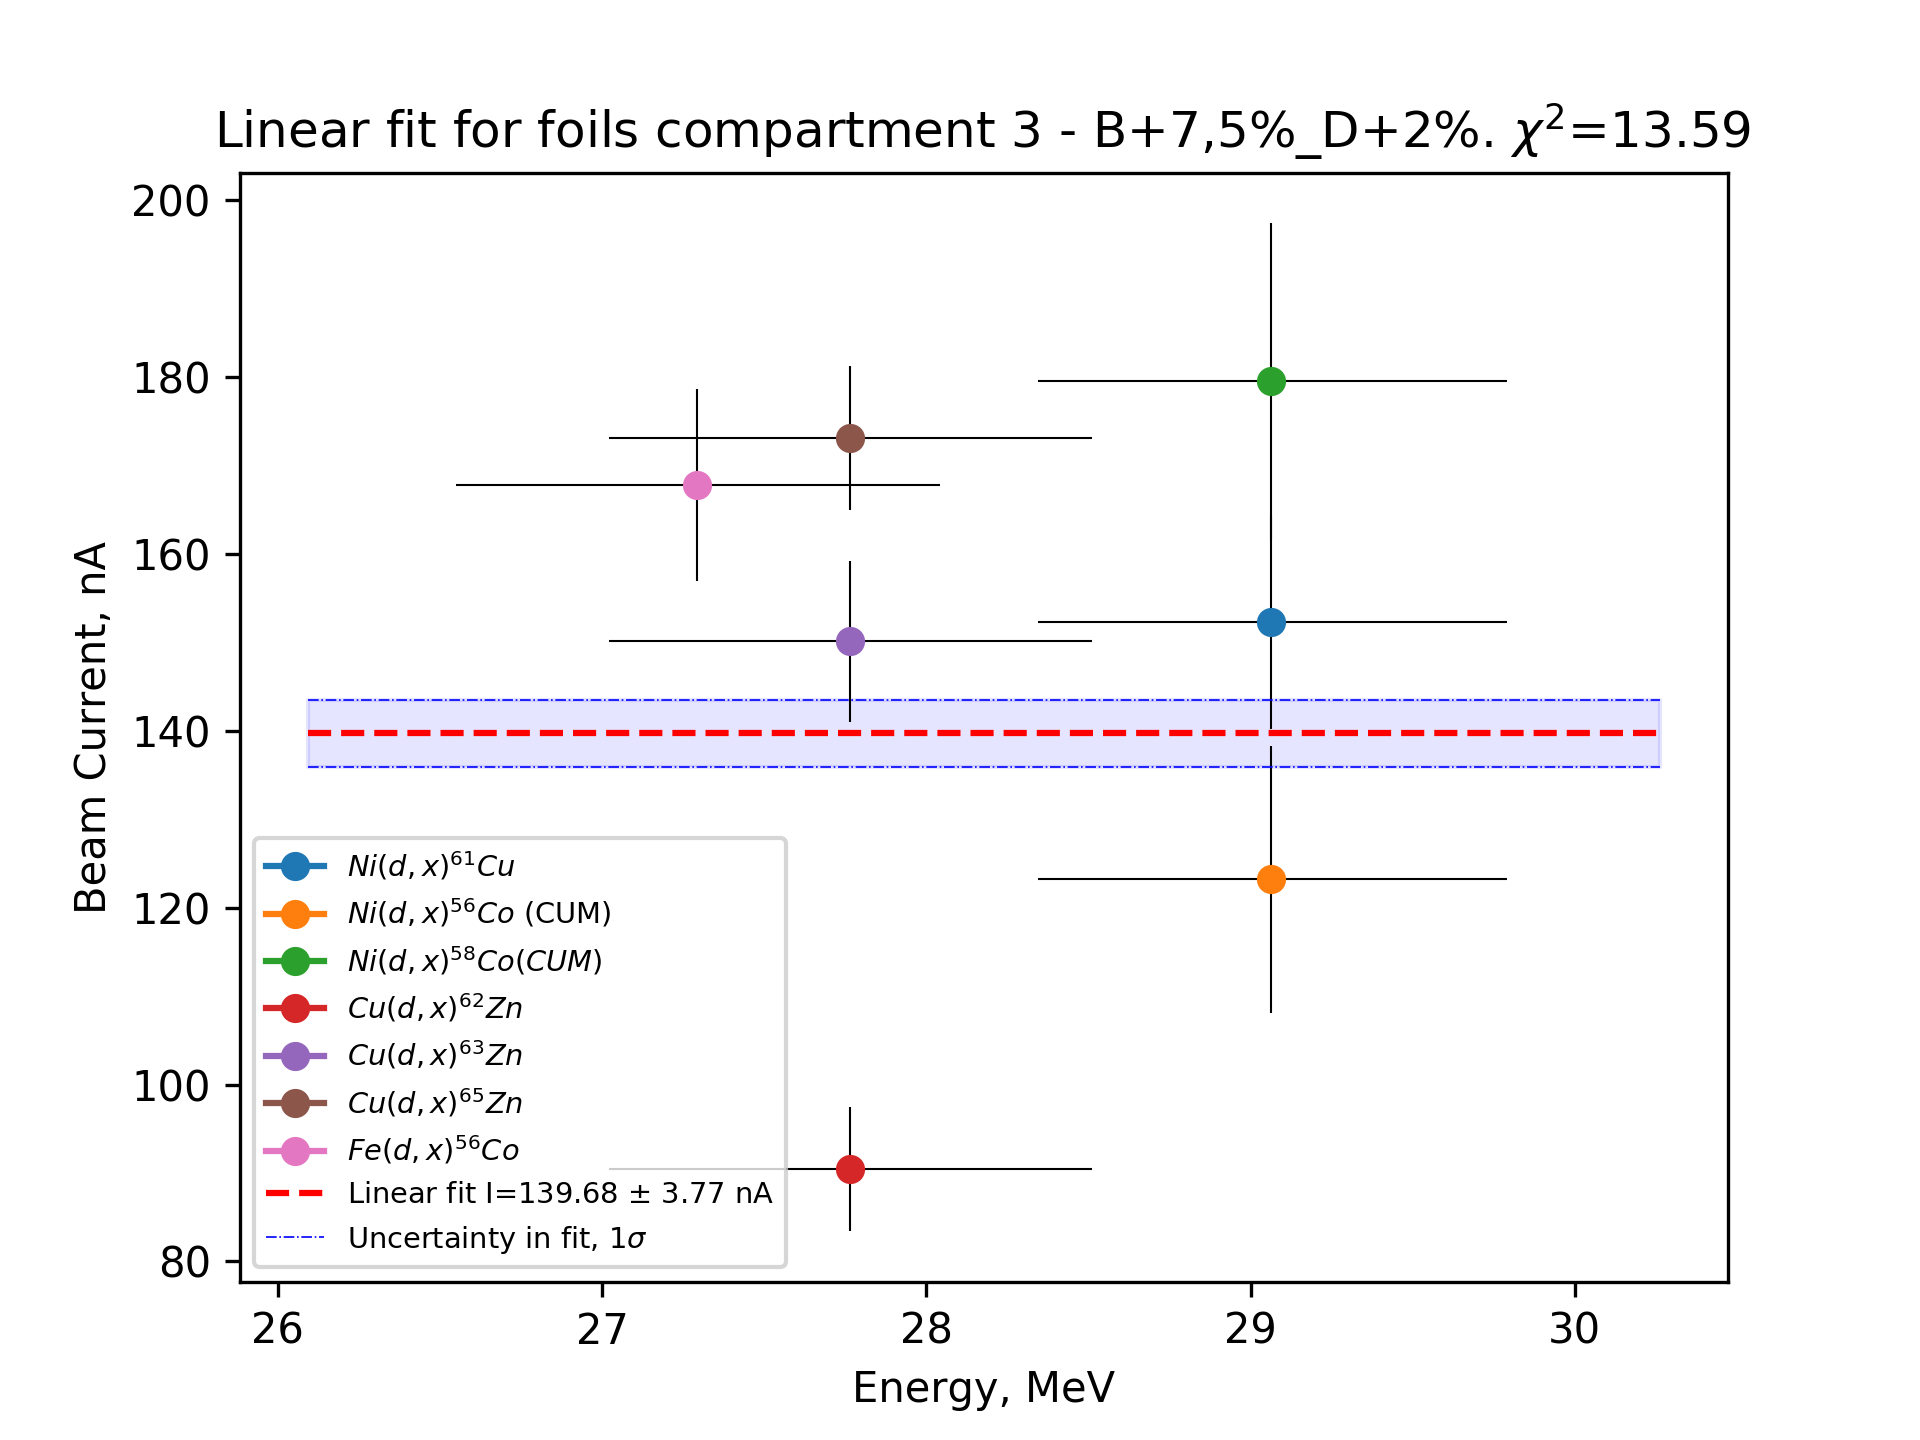 Linear fit for foils compartment 3 - B+7,5%_D+2%. χ²=13.59
200
180
160
140
120
100
80
Beam Current, nA
Ni(d, x)⁶¹Cu
Ni(d, x)⁵⁶Co (CUM)
Ni(d, x)⁵⁸Co(CUM)
Cu(d, x)⁶²Zn
Cu(d, x)⁶³Zn
Cu(d, x)⁶⁵Zn
Fe(d, x)⁵⁶Co
Linear fit I=139.68 ± 3.77 nA
Uncertainty in fit, 1σ
26 27 28 29 30
Energy, MeV